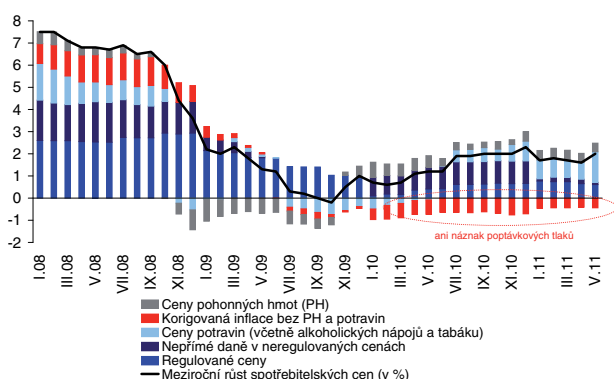 8
7
6
5
4
3
2
1
0
-1
-2
ani náznak poptávkových tlaků
I.08
III.08
V.08
VII.08
IX.08
XI.08
I.09
III.09
V.09
VII.09
IX.09
XI.09
I.10
III.10
V.10
VII.10
IX.10
XI.10
I.11
III.11
V.11
Ceny pohonných hmot (PH)
Korigovaná inflace bez PH a potravin
Ceny potravin (včetně alkoholických nápojů a tabáku)
Nepřímé daně v neregulovaných cenách
Regulované ceny
Meziroční růst spotřebitelských cen (v %)